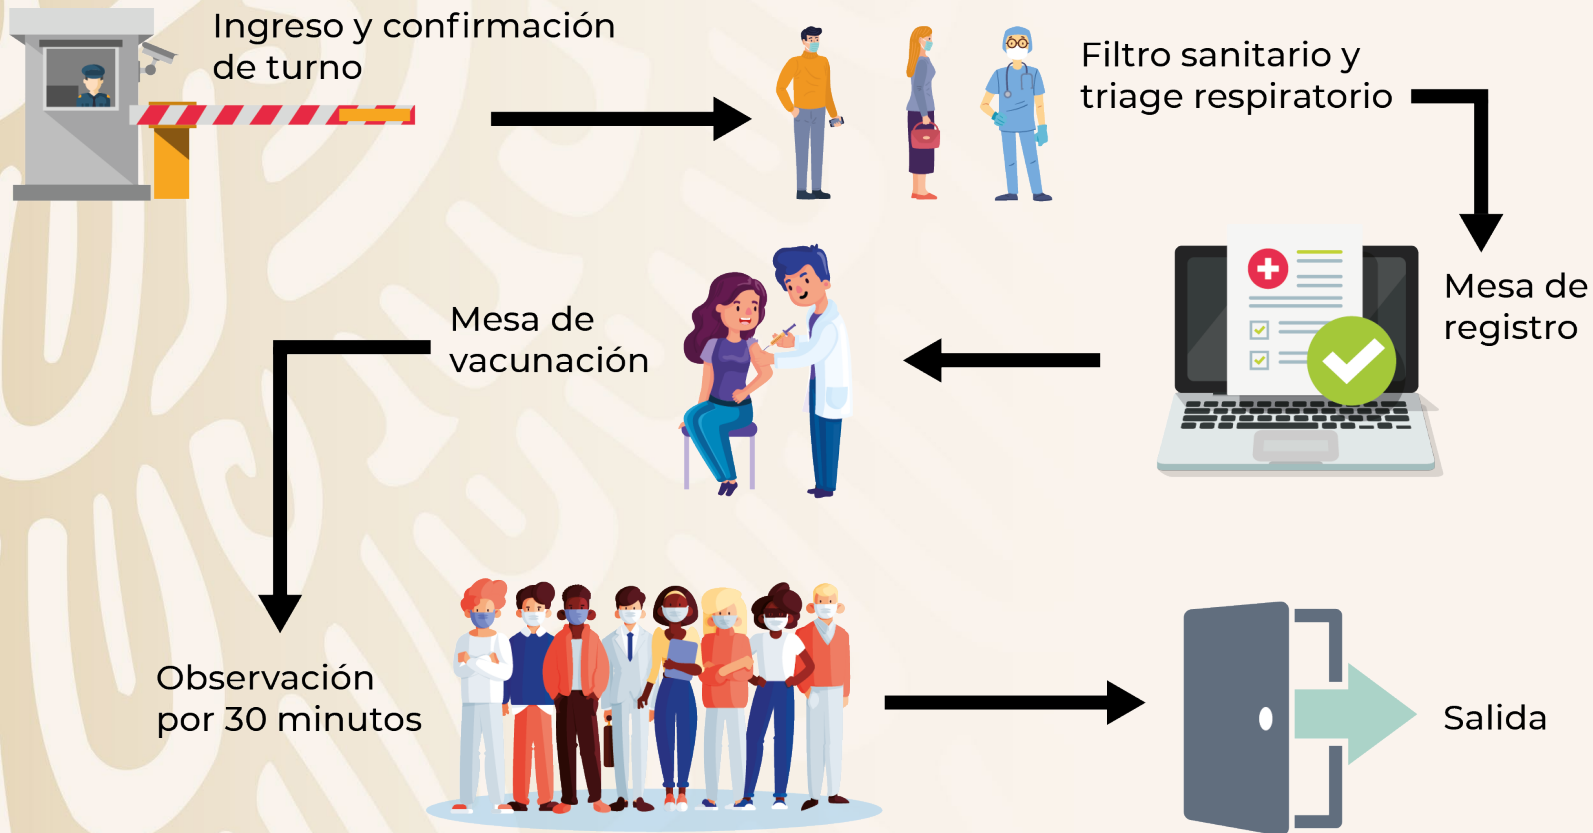 Ingreso y confirmación
de turno
Filtro sanitario y
triage respiratorio
Mesa de
registro
Mesa de
vacunación
Observación
por 30 minutos
Salida